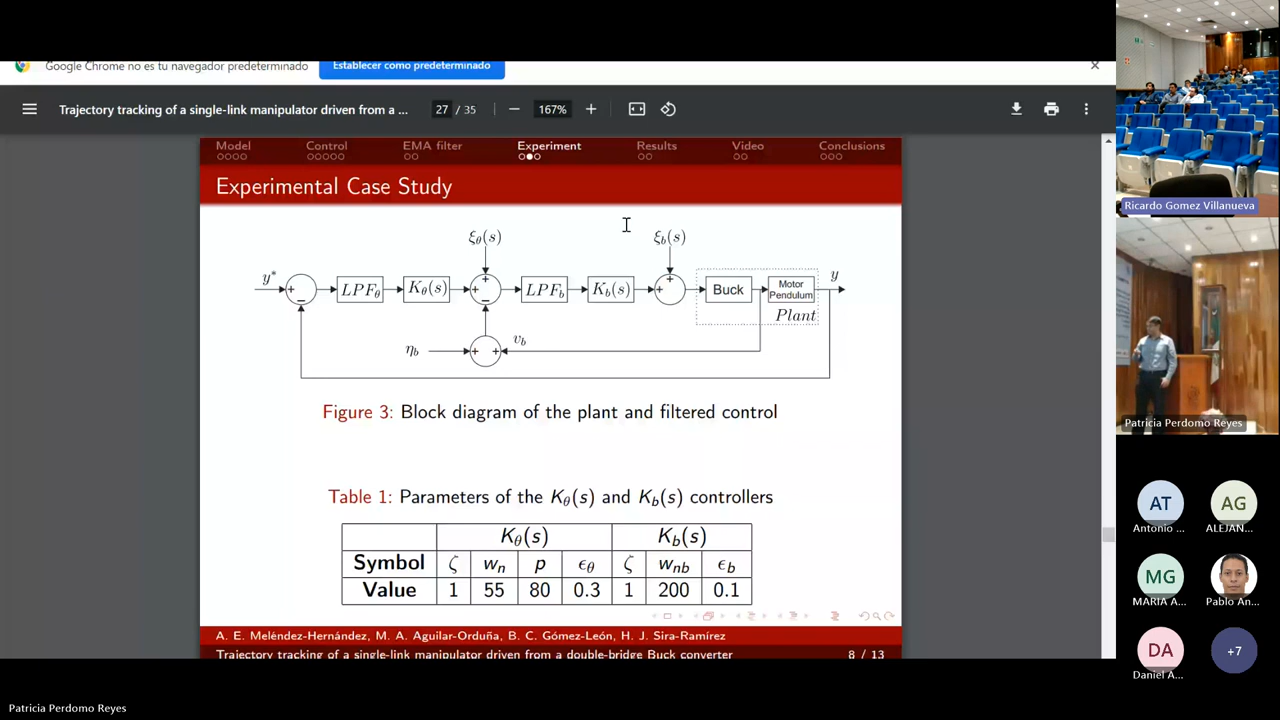 Google Chrome no es tu navegador predeterminado
Establecer como predeterminado
Trajectory tracking of a single-link manipulator driven from a ...
27 / 35
167%
Model
Control
EMA filter
Experiment
Results
Video
Conclusions
Experimental Case Study
ξθ(s)
ξb(s)
y*
+
−
LPFθ
Kθ(s)
+
+
−
LPFb
Kb(s)
+
+
Buck
Motor
Pendulum
Plant
y
ηb
+ +
υb
Figure 3: Block diagram of the plant and filtered control
Table 1: Parameters of the Kθ(s) and Kb(s) controllers
Kθ(s) Kb(s)
Symbol ζ wn p ϵθ ζ wnb ϵb
Value 1 55 80 0.3 1 200 0.1
A. E. Meléndez-Hernández, M. A. Aguilar-Orduña, B. C. Gómez-León, H. J. Sira-Ramírez
Trajectory tracking of a single-link manipulator driven from a double-bridge Buck converter 8 / 13
Ricardo Gomez Villanueva
Patricia Perdomo Reyes
AT
Antonio ...
AG
ALEJAN...
MG
MARIA A...
Pablo An...
DA
Daniel A...
+7
Patricia Perdomo Reyes